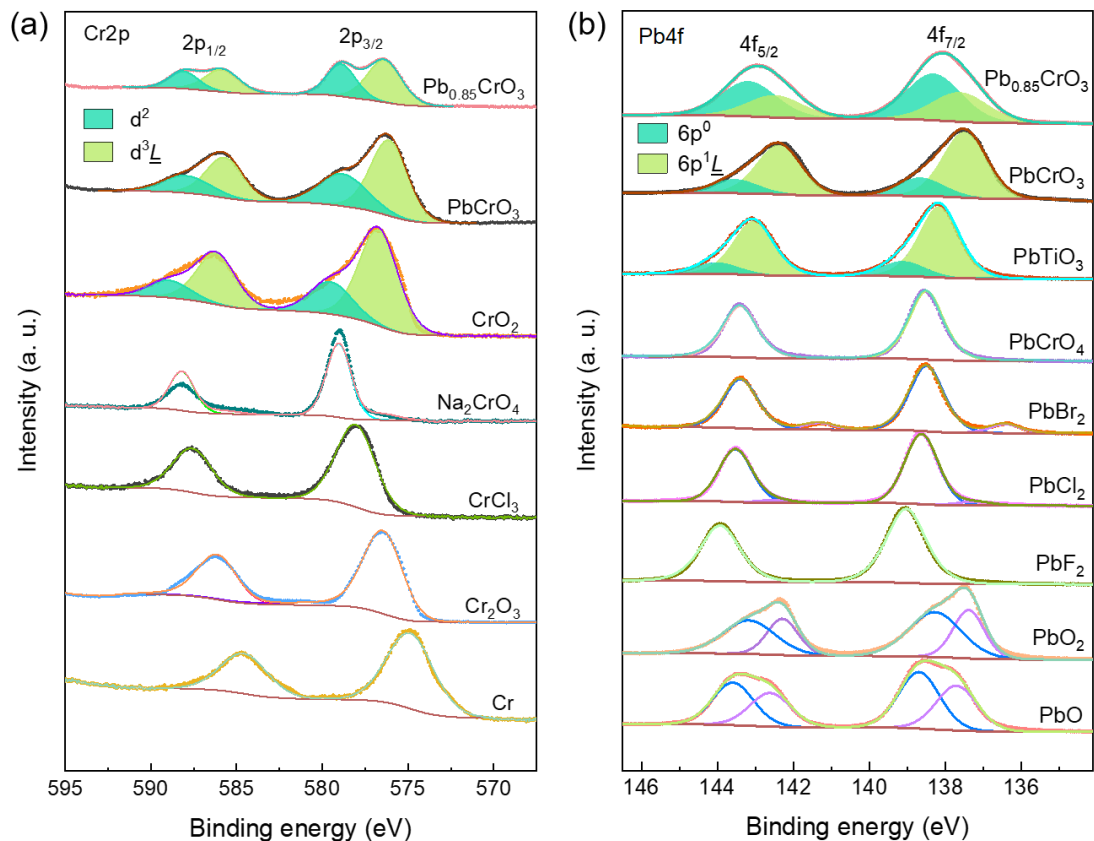 (a)
Cr2p
2p1/2
2p3/2
Pb0.85CrO3
d2
d3L
PbCrO3
CrO2
Na2CrO4
CrCl3
Cr2O3
Cr
Intensity (a. u.)
595 590 585 580 575 570
Binding energy (eV)
(b)
Pb4f
4f5/2
4f7/2
Pb0.85CrO3
6p0
6p1L
PbCrO3
PbTiO3
PbCrO4
PbBr2
PbCl2
PbF2
PbO2
PbO
Intensity (a. u.)
146 144 142 140 138 136
Binding energy (eV)